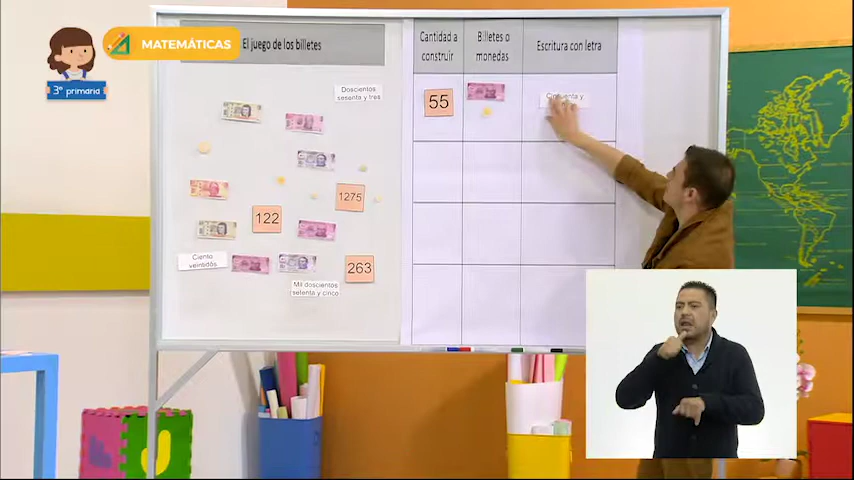 MATEMÁTICAS
3° primaria
El juego de los billetes
Cantidad a
construir
Billetes o
monedas
Escritura con letra
Doscientos
sesenta y tres
55
Cincuenta y
1275
122
Ciento
veintidós
263
Mil doscientos
setenta y cinco